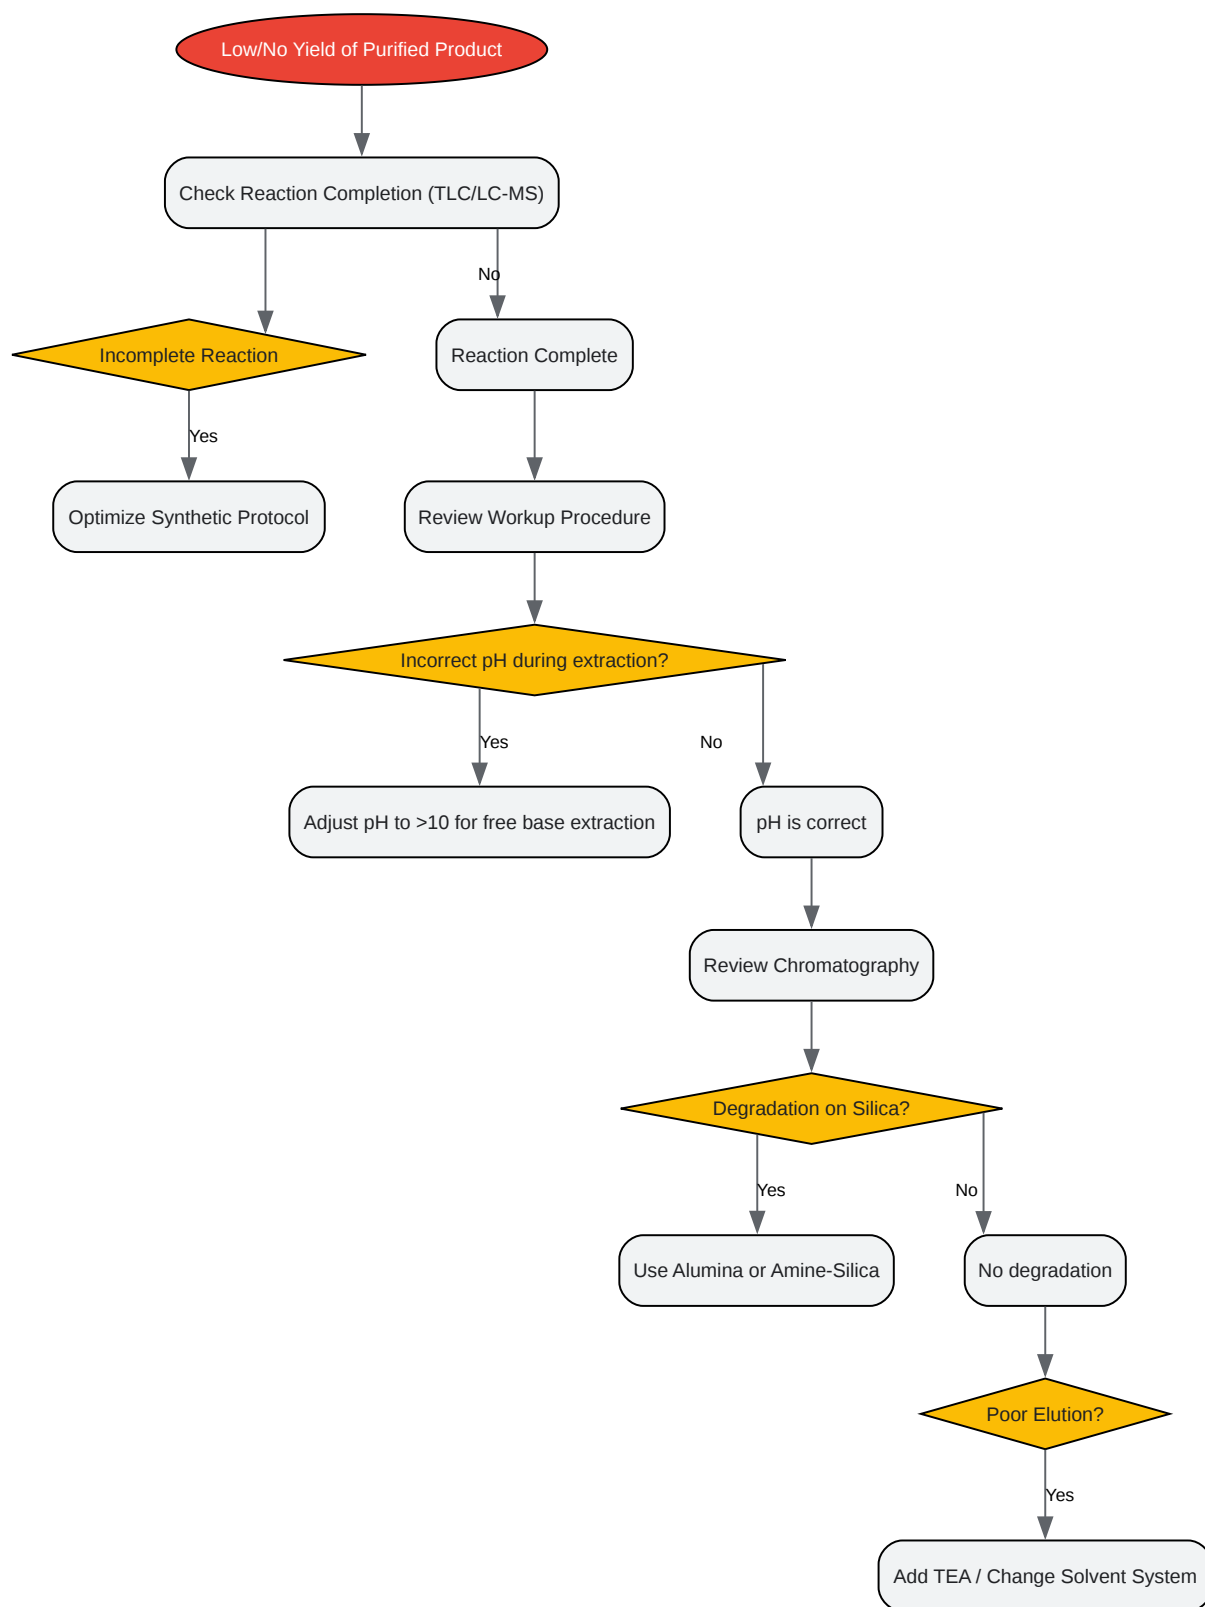 Low/No Yield of Purified Product
Check Reaction Completion (TLC/LC-MS)
No
Incomplete Reaction
Reaction Complete
Yes
Optimize Synthetic Protocol
Review Workup Procedure
Incorrect pH during extraction?
Yes
No
Adjust pH to >10 for free base extraction
pH is correct
Review Chromatography
Degradation on Silica?
Yes
No
Use Alumina or Amine-Silica
No degradation
Poor Elution?
Yes
Add TEA / Change Solvent System